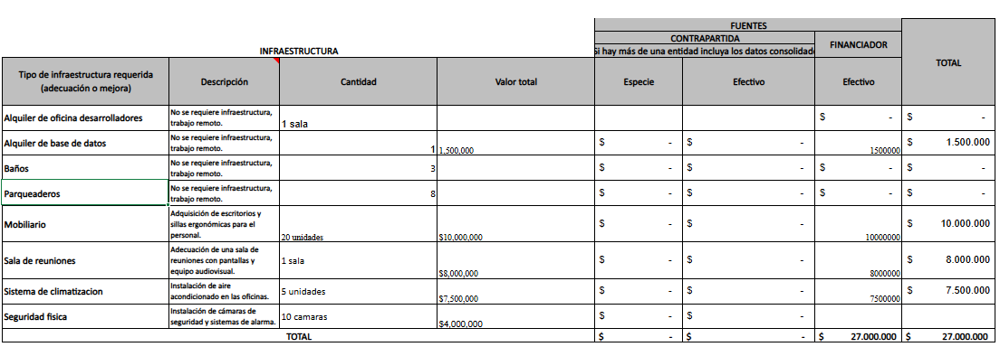 FUENTES
CONTRAPARTIDA
FINANCIADOR
TOTAL
INFRAESTRUCTURA
Si hay más de una entidad incluya los datos consolidad
Tipo de infraestructura requerida
(adecuación o mejora)
Descripción
Cantidad
Valor total
Especie
Efectivo
Efectivo
Alquiler de oficina desarrolladores
No se requiere infraestructura,
trabajo remoto.
1 sala
$ -
$ -
Alquiler de base de datos
No se requiere infraestructura,
trabajo remoto.
1
1,500,000
$ -
$ -
1500000
$ 1.500.000
Baños
No se requiere infraestructura,
trabajo remoto.
3
$ -
$ -
$ -
$ -
Parqueaderos
No se requiere infraestructura,
trabajo remoto.
8
$ -
$ -
$ -
$ -
Mobiliario
Adquisición de escritorios y
sillas ergonómicas para el
personal.
20 unidades
$10,000,000
$ -
$ -
10000000
$ 10.000.000
Sala de reuniones
Adecuación de una sala de
reuniones con pantallas y
equipo audiovisual.
1 sala
$8,000,000
$ -
$ -
8000000
$ 8.000.000
Sistema de climatizacion
Instalación de aire
acondicionado en las oficinas.
5 unidades
$7,500,000
$ -
$ -
7500000
$ 7.500.000
Seguridad fisica
Instalación de cámaras de
seguridad y sistemas de alarma.
10 camaras
$4,000,000
$ -
$ -
TOTAL
$ -
$ -
$ 27.000.000
$ 27.000.000